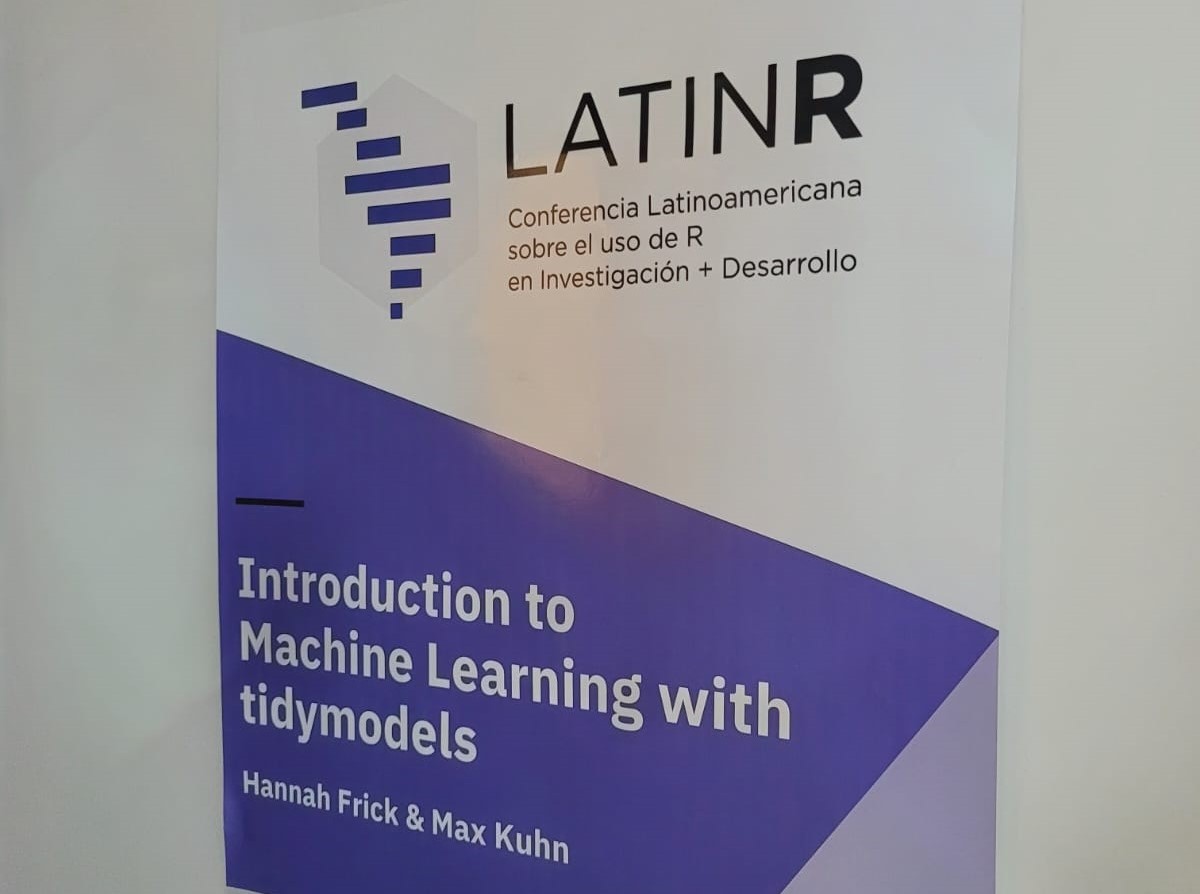 LATINR
Conferencia Latinoamericana
sobre el uso de R
en Investigación + Desarrollo
Introduction to
Machine Learning with
tidymodels
Hannah Frick & Max Kuhn